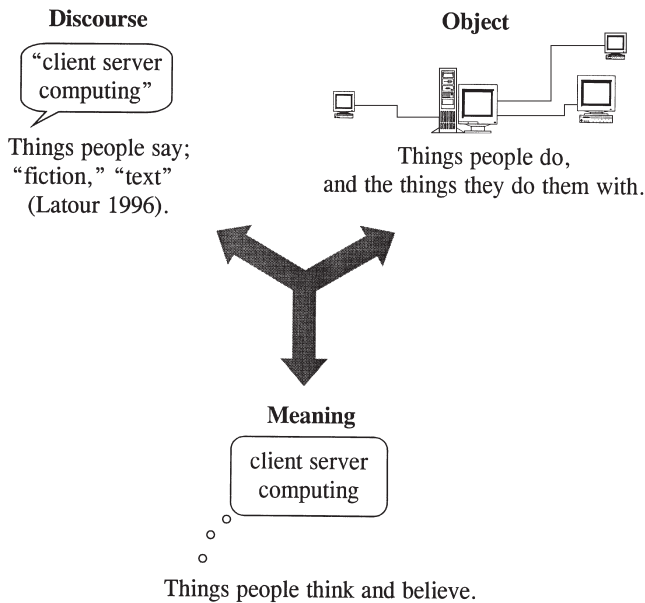 Discourse
“client server
computing”
Things people say;
“fiction,” “text”
(Latour 1996).
Object
Things people do,
and the things they do them with.
Meaning
client server
computing
Things people think and believe.